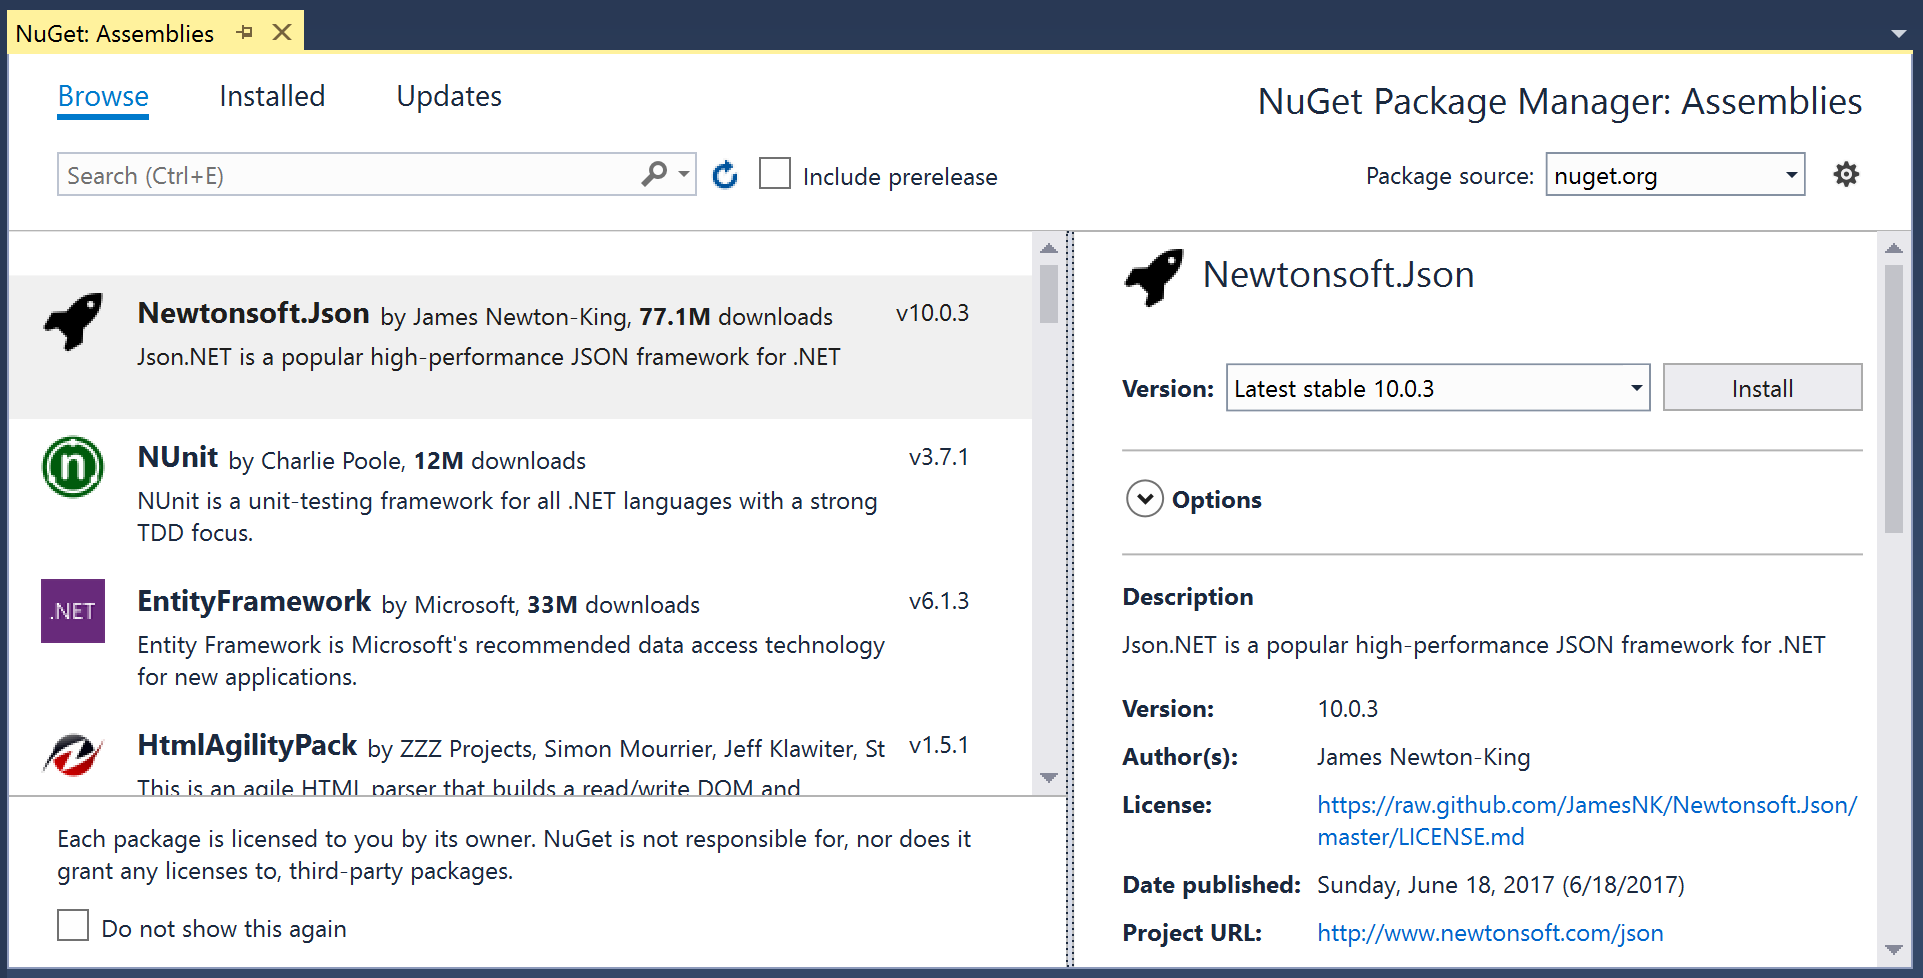 NuGet: Assemblies
Browse Installed Updates
NuGet Package Manager: Assemblies
Search (Ctrl+E)
Include prerelease
Package source: nuget.org
Newtonsoft.Json by James Newton-King, 77.1M downloads v10.0.3
Json.NET is a popular high-performance JSON framework for .NET
n
NUnit by Charlie Poole, 12M downloads v3.7.1
NUnit is a unit-testing framework for all .NET languages with a strong
TDD focus.
.NET
EntityFramework by Microsoft, 33M downloads v6.1.3
Entity Framework is Microsoft's recommended data access technology
for new applications.
HtmlAgilityPack by ZZZ Projects, Simon Mourrier, Jeff Klawiter, St v1.5.1
This is an agile HTML parser that builds a read/write DOM and
Each package is licensed to you by its owner. NuGet is not responsible for, nor does it
grant any licenses to, third-party packages.
Do not show this again
Newtonsoft.Json
Version: Latest stable 10.0.3 Install
Options
Description
Json.NET is a popular high-performance JSON framework for .NET
Version: 10.0.3
Author(s): James Newton-King
License: https://raw.github.com/JamesNK/Newtonsoft.Json/
master/LICENSE.md
Date published: Sunday, June 18, 2017 (6/18/2017)
Project URL: http://www.newtonsoft.com/json